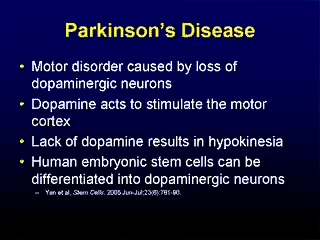 Parkinson's Disease
• Motor disorder caused by loss of
dopaminergic neurons
• Dopamine acts to stimulate the motor
cortex
• Lack of dopamine results in hypokinesia
• Human embryonic stem cells can be
differentiated into dopaminergic neurons
– Yan et al, Stem Cells. 2005 Jun-Jul;23(6):781-90.